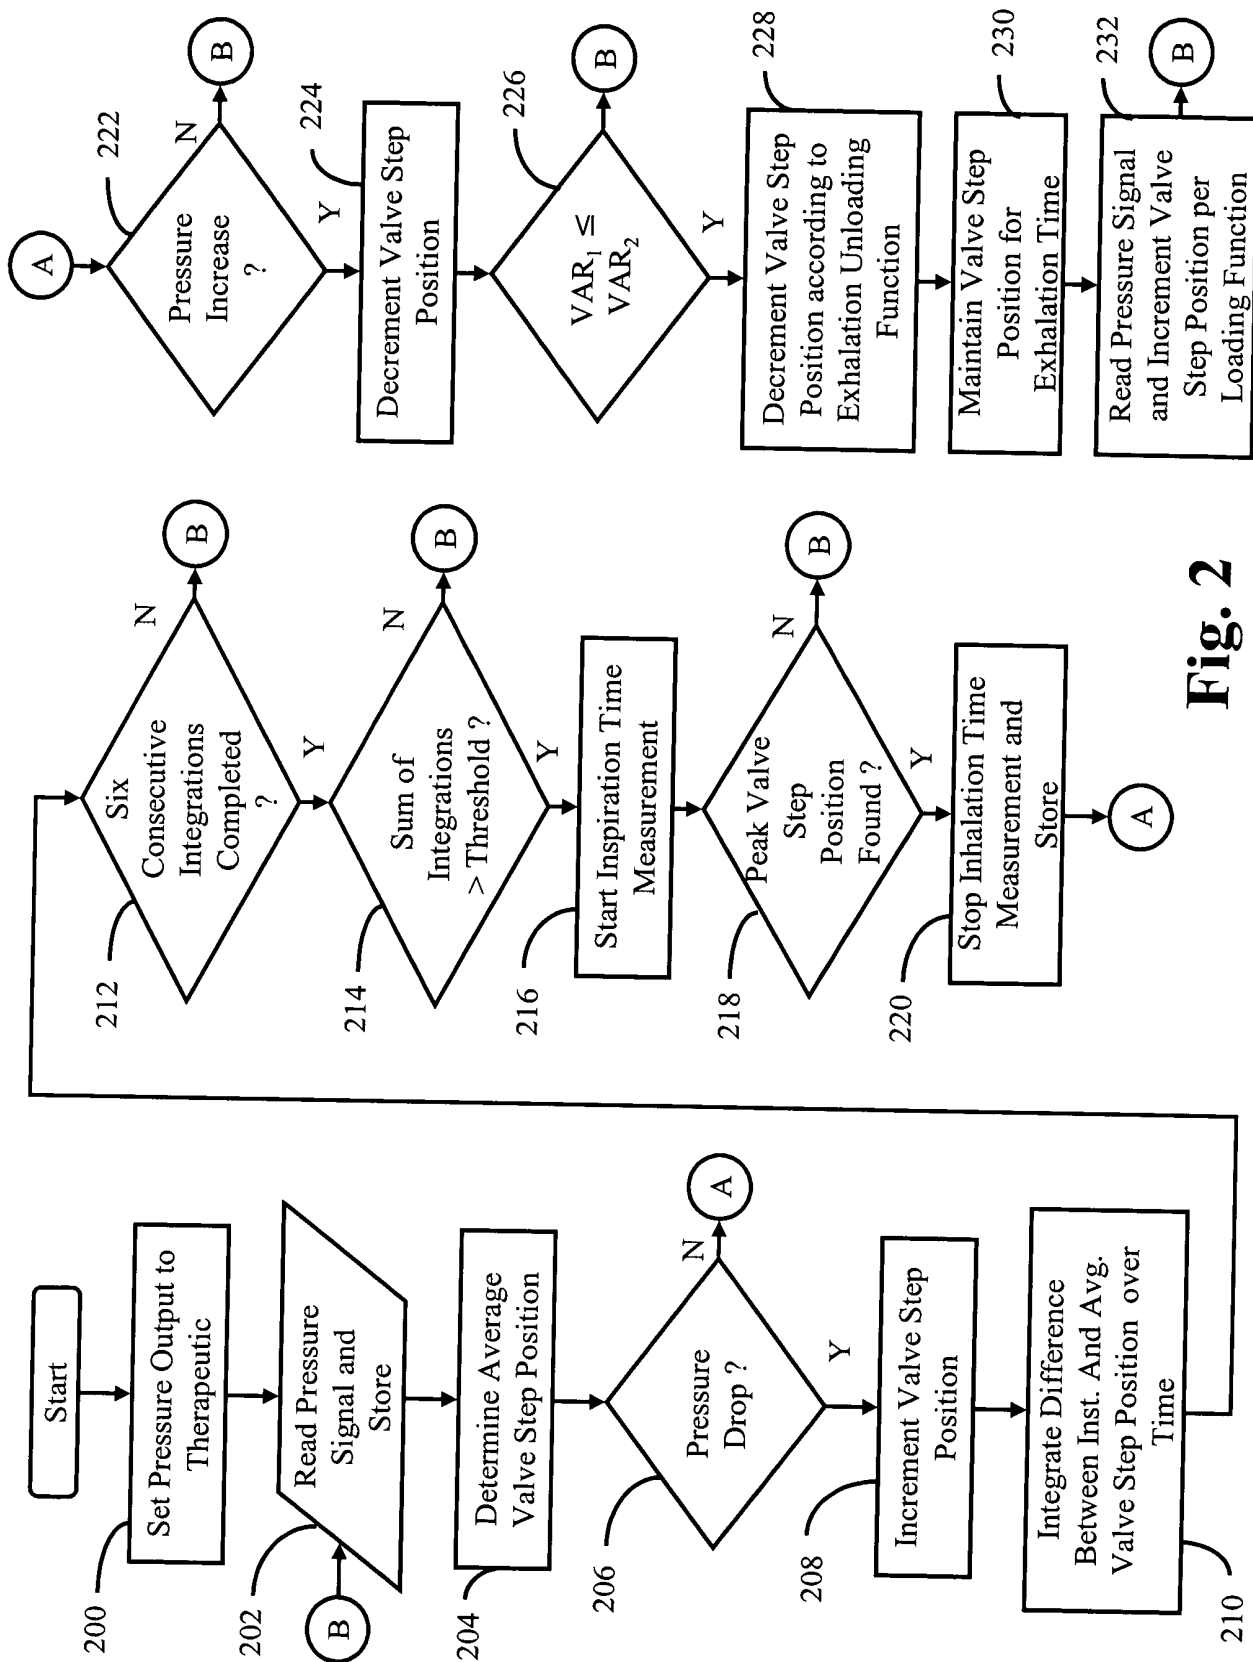 Start
200
Set Pressure Output to
Therapeutic
202
Read Pressure
Signal and
Store
B
204
Determine Average
Valve Step Position
206
Pressure
Drop ?
N
A
Y
208
Increment Valve Step
Position
210
Integrate Difference
Between Inst. And Avg.
Valve Step Position over
Time
212
Six
Consecutive
Integrations
Completed
?
N
B
Y
214
Sum of
Integrations
> Threshold ?
N
B
Y
216
Start Inspiration Time
Measurement
218
Peak Valve
Step
Position
Found ?
N
B
Y
220
Stop Inhalation Time
Measurement and
Store
A
A
222
Pressure
Increase
?
N
B
Y
224
Decrement Valve Step
Position
226
VAR₁ ≤
VAR₂
B
Y
228
Decrement Valve Step
Position according to
Exhalation Unloading
Function
230
Maintain Valve Step
Position for
Exhalation Time
232
Read Pressure Signal
and Increment Valve
Step Position per
Loading Function
B
Fig. 2